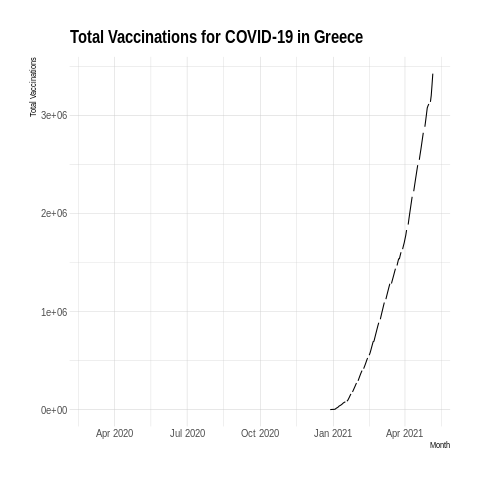 Total Vaccinations for COVID-19 in Greece
Total Vaccinations
3e+06
2e+06
1e+06
0e+00
Apr 2020 Jul 2020 Oct 2020 Jan 2021 Apr 2021
Month